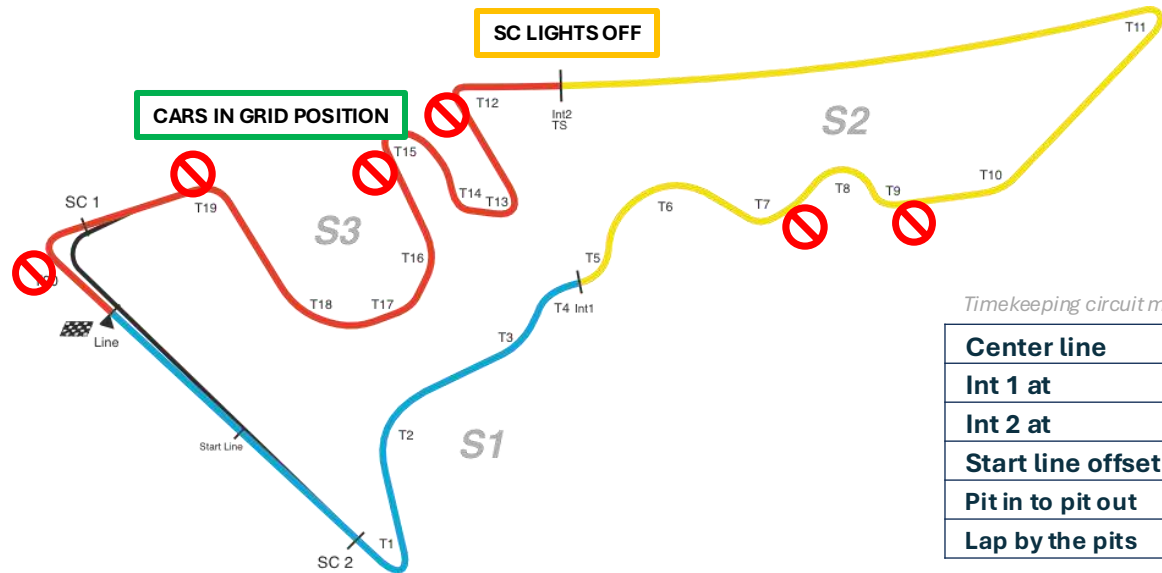 SC LIGHTS OFF
T11
T12
Int2
TS
S2
CARS IN GRID POSITION
T15
T14
T13
T10
T9
T8
T7
T6
T5
SC 1
T19
S3
T16
T18
T17
T4 Int1
T3
Line
Start Line
T2
S1
T1
SC 2
Timekeeping circuit m
Center line
Int 1 at
Int 2 at
Start line offset
Pit in to pit out
Lap by the pits